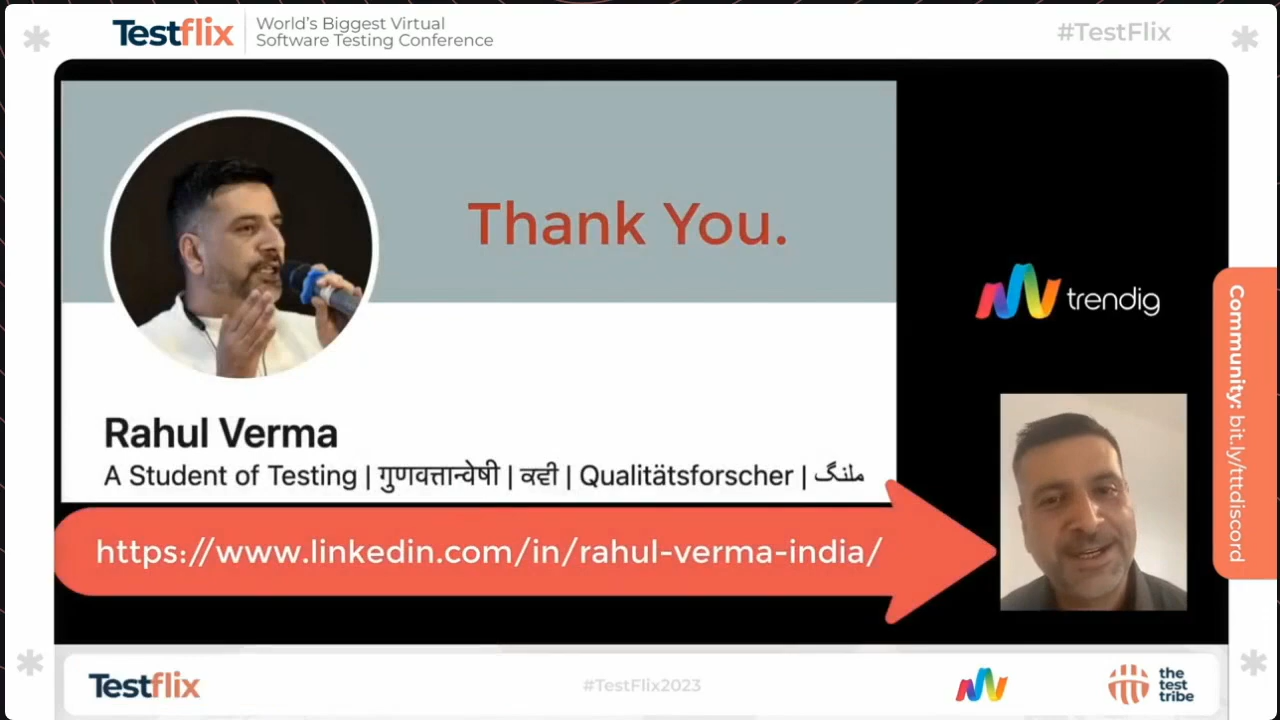 Testflix
World's Biggest Virtual
Software Testing Conference
#TestFlix
Thank You.
trendig
Rahul Verma
A Student of Testing | गुणवत्तान्वेषी | ਕਵੀ | Qualitätsforscher | ملنگ
https://www.linkedin.com/in/rahul-verma-india/
Community: bit.ly/ttdiscord
Testflix
#TestFlix2023
the
test
tribe